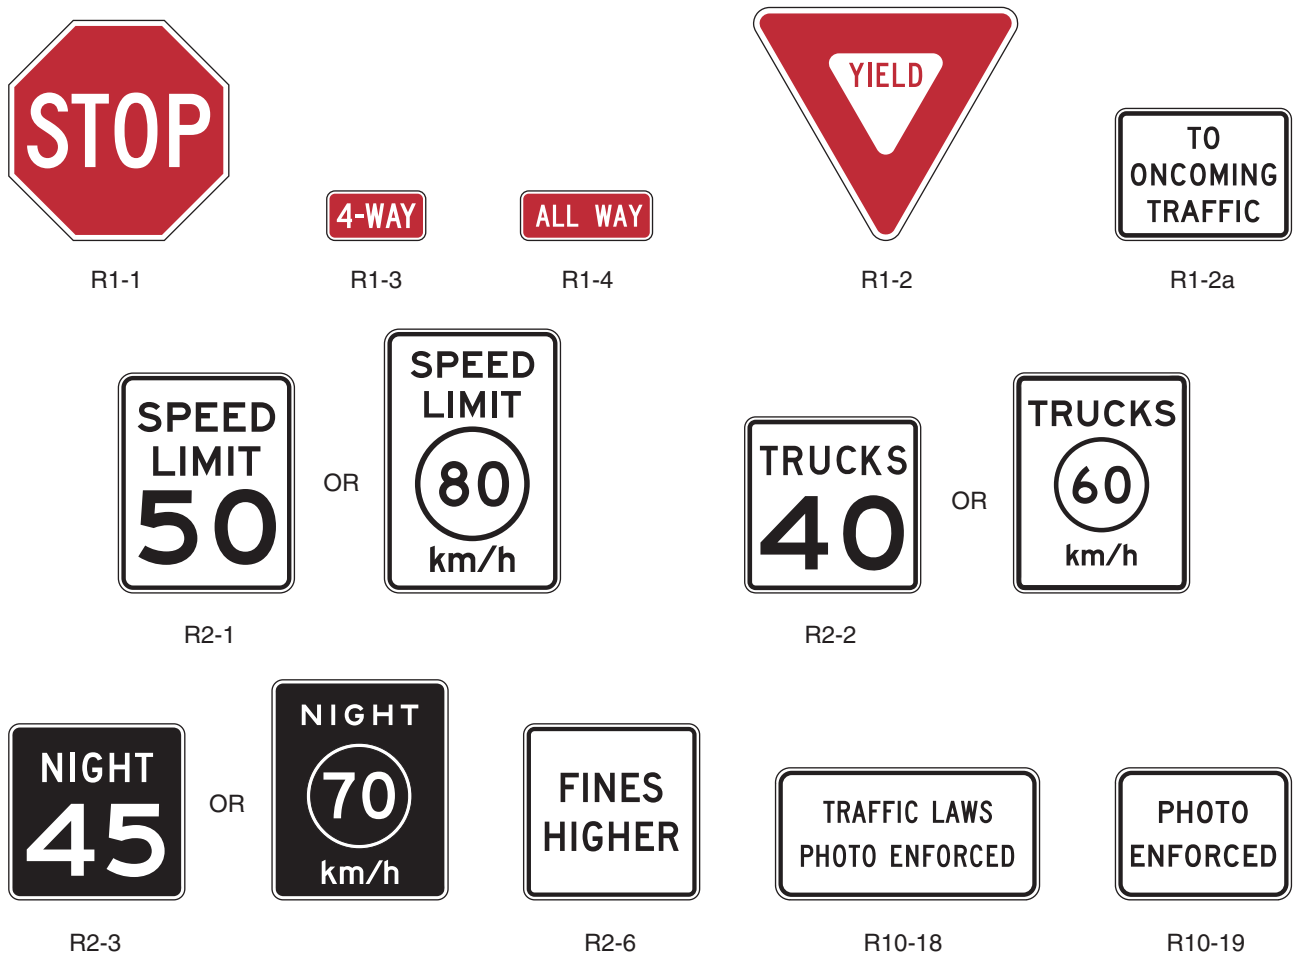 STOP
4-WAY
ALL WAY
YIELD
TO
ONCOMING
TRAFFIC
R1-1
R1-3
R1-4
R1-2
R1-2a
SPEED
LIMIT
50
OR
SPEED
LIMIT
80
km/h
TRUCKS
40
OR
TRUCKS
60
km/h
R2-1
R2-2
NIGHT
45
OR
NIGHT
70
km/h
FINES
HIGHER
TRAFFIC LAWS
PHOTO ENFORCED
PHOTO
ENFORCED
R2-3
R2-6
R10-18
R10-19